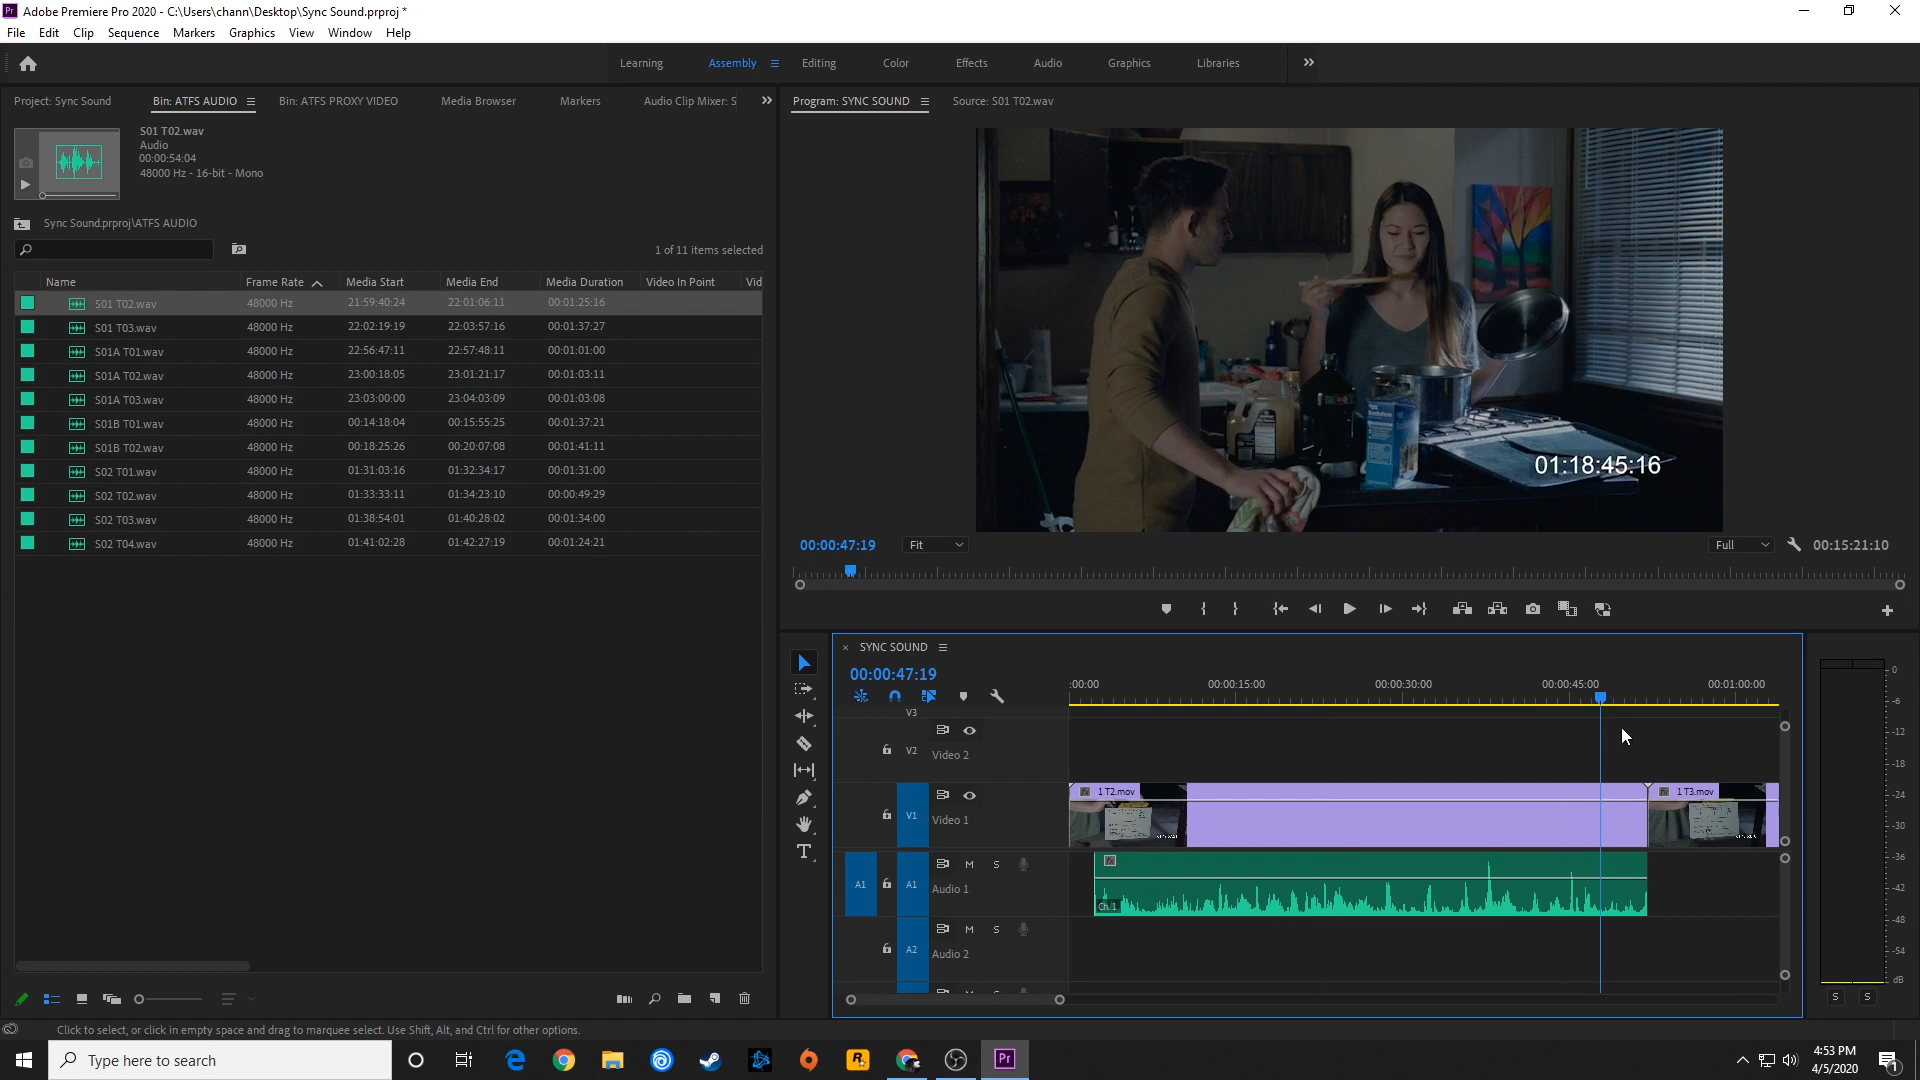 Adobe Premiere Pro 2020 - C:\Users\chann\Desktop\Sync Sound.prproj *
File Edit Clip Sequence Markers Graphics View Window Help
Learning Assembly Editing Color Effects Audio Graphics Libraries
Project: Sync Sound Bin: ATFS AUDIO Bin: ATFS PROXY VIDEO Media Browser Markers Audio Clip Mixer: S
Program: SYNC SOUND Source: S01 T02.wav
S01 T02.wav
Audio
00:00:54:04
48000 Hz - 16-bit - Mono
Sync Sound.prproj\ATFS AUDIO
1 of 11 items selected
Name Frame Rate Media Start Media End Media Duration Video In Point Vid
S01 T02.wav 48000 Hz 21:59:40:24 22:01:06:11 00:01:25:16
S01 T03.wav 48000 Hz 22:02:19:19 22:03:57:16 00:01:37:27
S01A T01.wav 48000 Hz 22:56:47:11 22:57:48:11 00:01:01:00
S01A T02.wav 48000 Hz 23:00:18:05 23:01:21:17 00:01:03:11
S01A T03.wav 48000 Hz 23:03:00:00 23:04:03:09 00:01:03:08
S01B T01.wav 48000 Hz 00:14:18:04 00:15:55:25 00:01:37:21
S01B T02.wav 48000 Hz 00:18:25:26 00:20:07:08 00:01:41:11
S02 T01.wav 48000 Hz 01:31:03:16 01:32:34:17 00:01:31:00
S02 T02.wav 48000 Hz 01:33:33:11 01:34:23:10 00:00:49:29
S02 T03.wav 48000 Hz 01:38:54:01 01:40:28:02 00:01:34:00
S02 T04.wav 48000 Hz 01:41:02:28 01:42:27:19 00:01:24:21
01:18:45:16
00:00:47:19 Fit Full 00:15:21:10
SYNC SOUND
00:00:47:19
:00:00 00:00:15:00 00:00:30:00 00:00:45:00 00:01:00:00
V3
V2 Video 2
V1 Video 1
1 T2.mov 1 T3.mov
A1 A1 M S Audio 1
Ch. 1
A2 M S Audio 2
M S
0
-6
-12
-18
-24
-30
-36
-42
-48
-54
dB
S S
Click to select, or click in empty space and drag to marquee select. Use Shift, Alt, and Ctrl for other options.
Type here to search
Pr
4:53 PM
4/5/2020
1